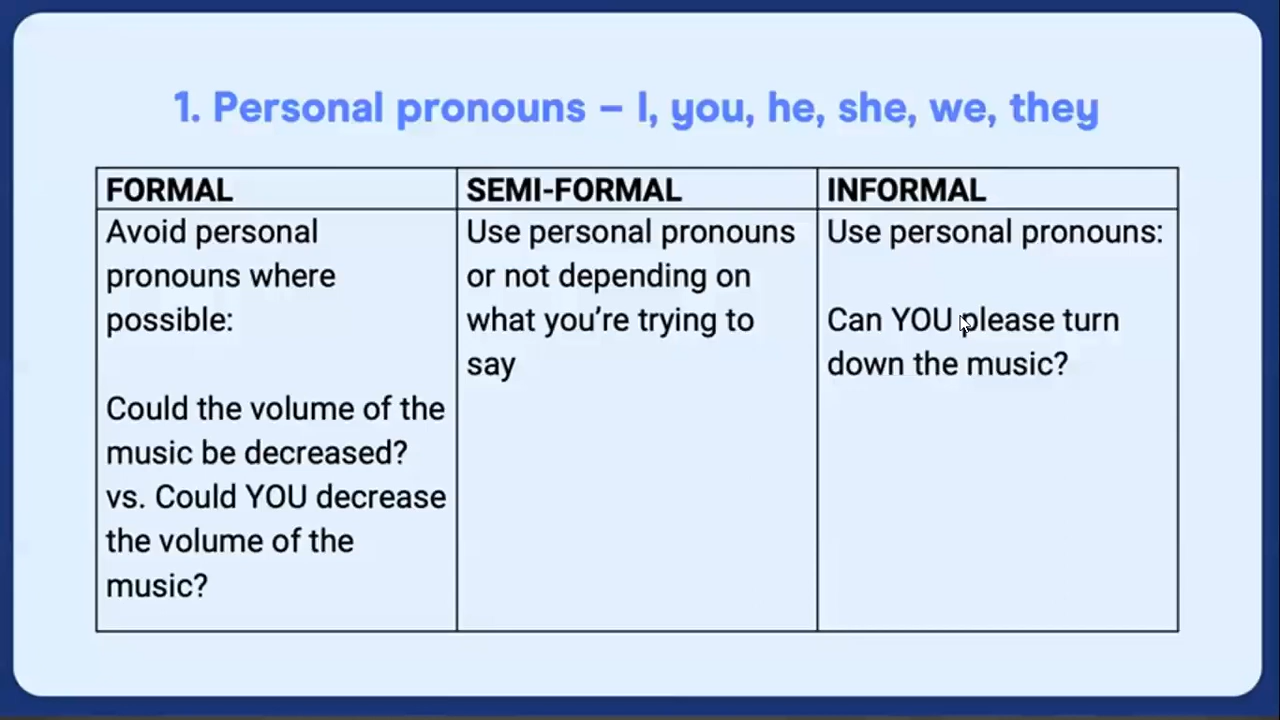 1. Personal pronouns – I, you, he, she, we, they
FORMAL
Avoid personal
pronouns where
possible:
Could the volume of the
music be decreased?
vs. Could YOU decrease
the volume of the
music?
SEMI-FORMAL
Use personal pronouns
or not depending on
what you’re trying to
say
INFORMAL
Use personal pronouns:
Can YOU please turn
down the music?